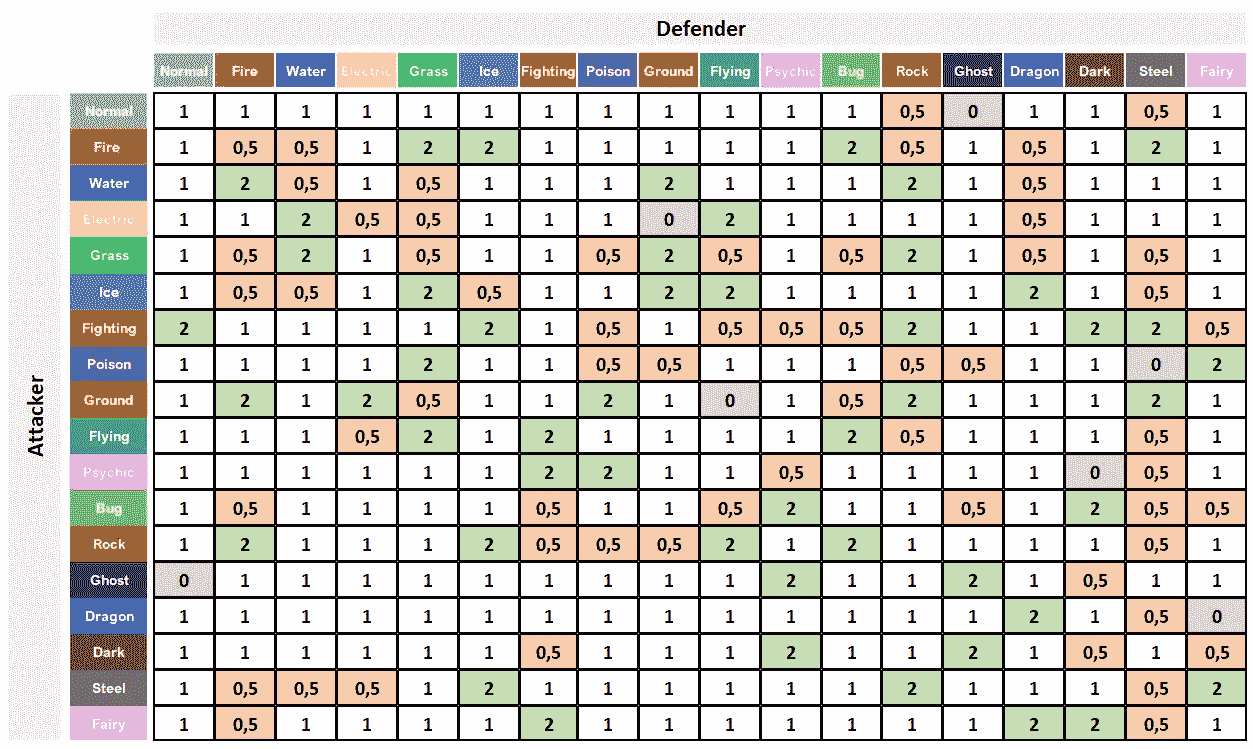 Defender
Normal Fire Water Electric Grass Ice Fighting Poison Ground Flying Psychic Bug Rock Ghost Dragon Dark Steel Fairy
Attacker
Normal 1 1 1 1 1 1 1 1 1 1 1 1 0,5 0 1 1 0,5 1
Fire 1 0,5 0,5 1 2 2 1 1 1 1 1 2 0,5 1 0,5 1 2 1
Water 1 2 0,5 1 0,5 1 1 1 2 1 1 1 2 1 0,5 1 1 1
Electric 1 1 2 0,5 0,5 1 1 1 0 2 1 1 1 1 0,5 1 1 1
Grass 1 0,5 2 1 0,5 1 1 0,5 2 0,5 1 0,5 2 1 0,5 1 0,5 1
Ice 1 0,5 0,5 1 2 0,5 1 1 2 2 1 1 1 1 2 1 0,5 1
Fighting 2 1 1 1 1 2 1 0,5 1 0,5 0,5 0,5 2 1 1 2 2 0,5
Poison 1 1 1 1 2 1 1 0,5 0,5 1 1 1 0,5 0,5 1 1 0 2
Ground 1 2 1 2 0,5 1 1 2 1 0 1 0,5 2 1 1 1 2 1
Flying 1 1 1 0,5 2 1 2 1 1 1 1 2 0,5 1 1 1 0,5 1
Psychic 1 1 1 1 1 1 2 2 1 1 0,5 1 1 1 1 0 0,5 1
Bug 1 0,5 1 1 1 1 0,5 1 1 0,5 2 1 1 0,5 1 2 0,5 0,5
Rock 1 2 1 1 1 2 0,5 0,5 0,5 2 1 2 1 1 1 1 0,5 1
Ghost 0 1 1 1 1 1 1 1 1 1 2 1 1 2 1 0,5 1 1
Dragon 1 1 1 1 1 1 1 1 1 1 1 1 1 1 2 1 0,5 0
Dark 1 1 1 1 1 1 0,5 1 1 1 2 1 1 2 1 0,5 1 0,5
Steel 1 0,5 0,5 0,5 1 2 1 1 1 1 1 1 2 1 1 1 0,5 2
Fairy 1 0,5 1 1 1 1 2 1 1 1 1 1 1 1 2 2 0,5 1